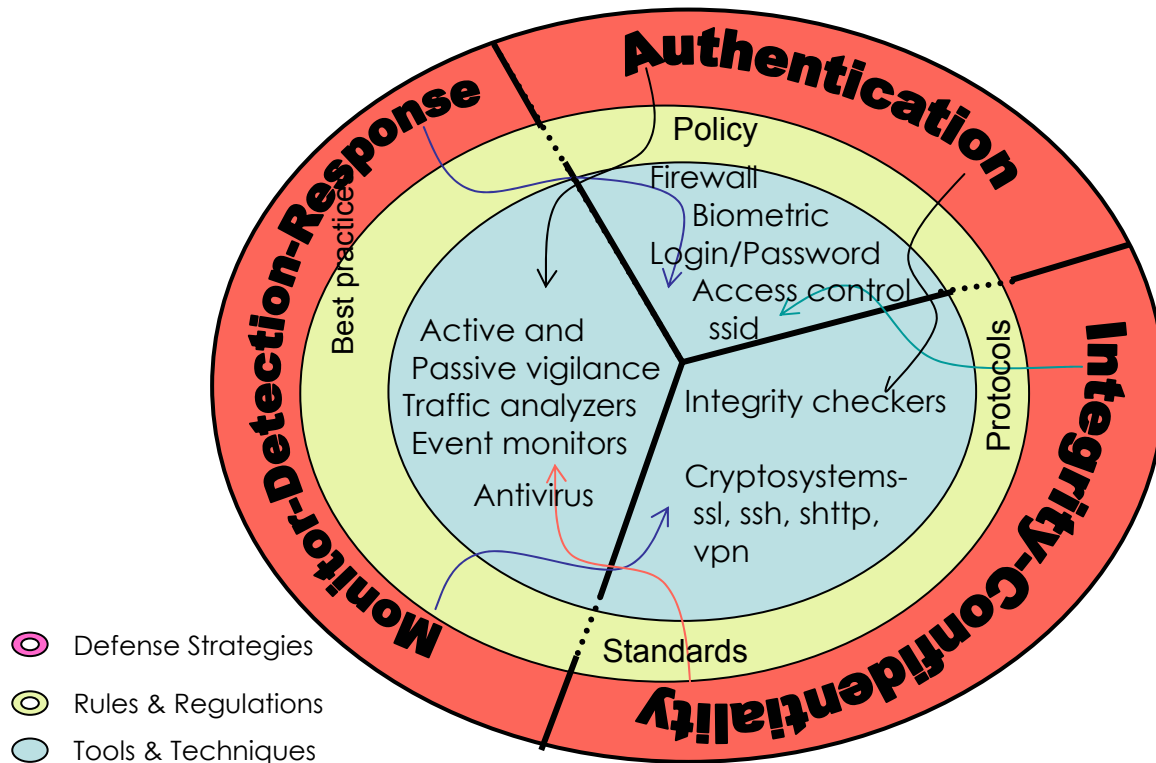 Authentication
Monitor-Detection-Response
Integrity-Confidentiality
Policy
Best practice
Protocols
Standards
Firewall
Biometric
Login/Password
Access control
ssid
Active and
Passive vigilance
Traffic analyzers
Event monitors
Antivirus
Integrity checkers
Cryptosystems-
ssl, ssh, shttp,
vpn
Defense Strategies
Rules & Regulations
Tools & Techniques